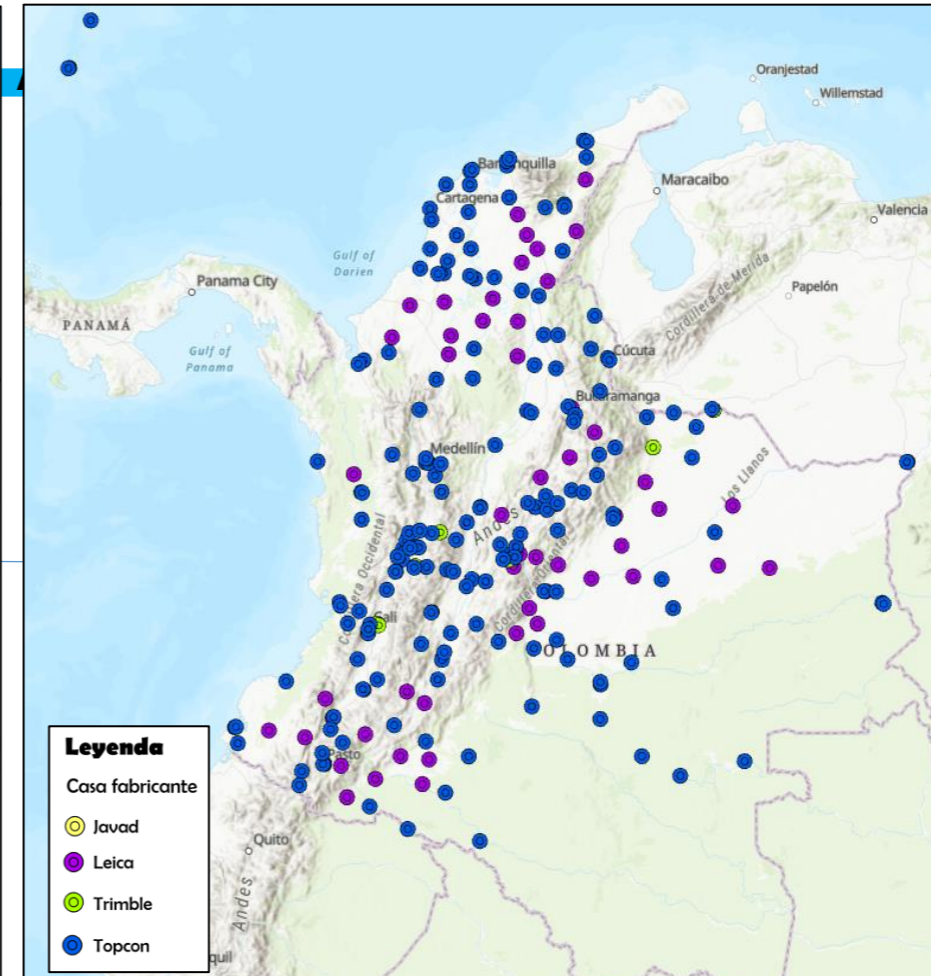 Oranjestad
Willemstad
Barranquilla
Maracaibo
Cartagena
Valencia
Gulf of
Darien
Panama City
Papelón
Cordillera de Merida
PANAMÁ
Gulf of
Panama
Cúcuta
Bucaramanga
Medellín
Los Llanos
Andes
Cordillera Occidental
Cordillera Oriental
Cali
COLOMBIA
Pasto
Leyenda
Casa fabricante
Javad
Leica
Trimble
Topcon
Quito
Andes
quil